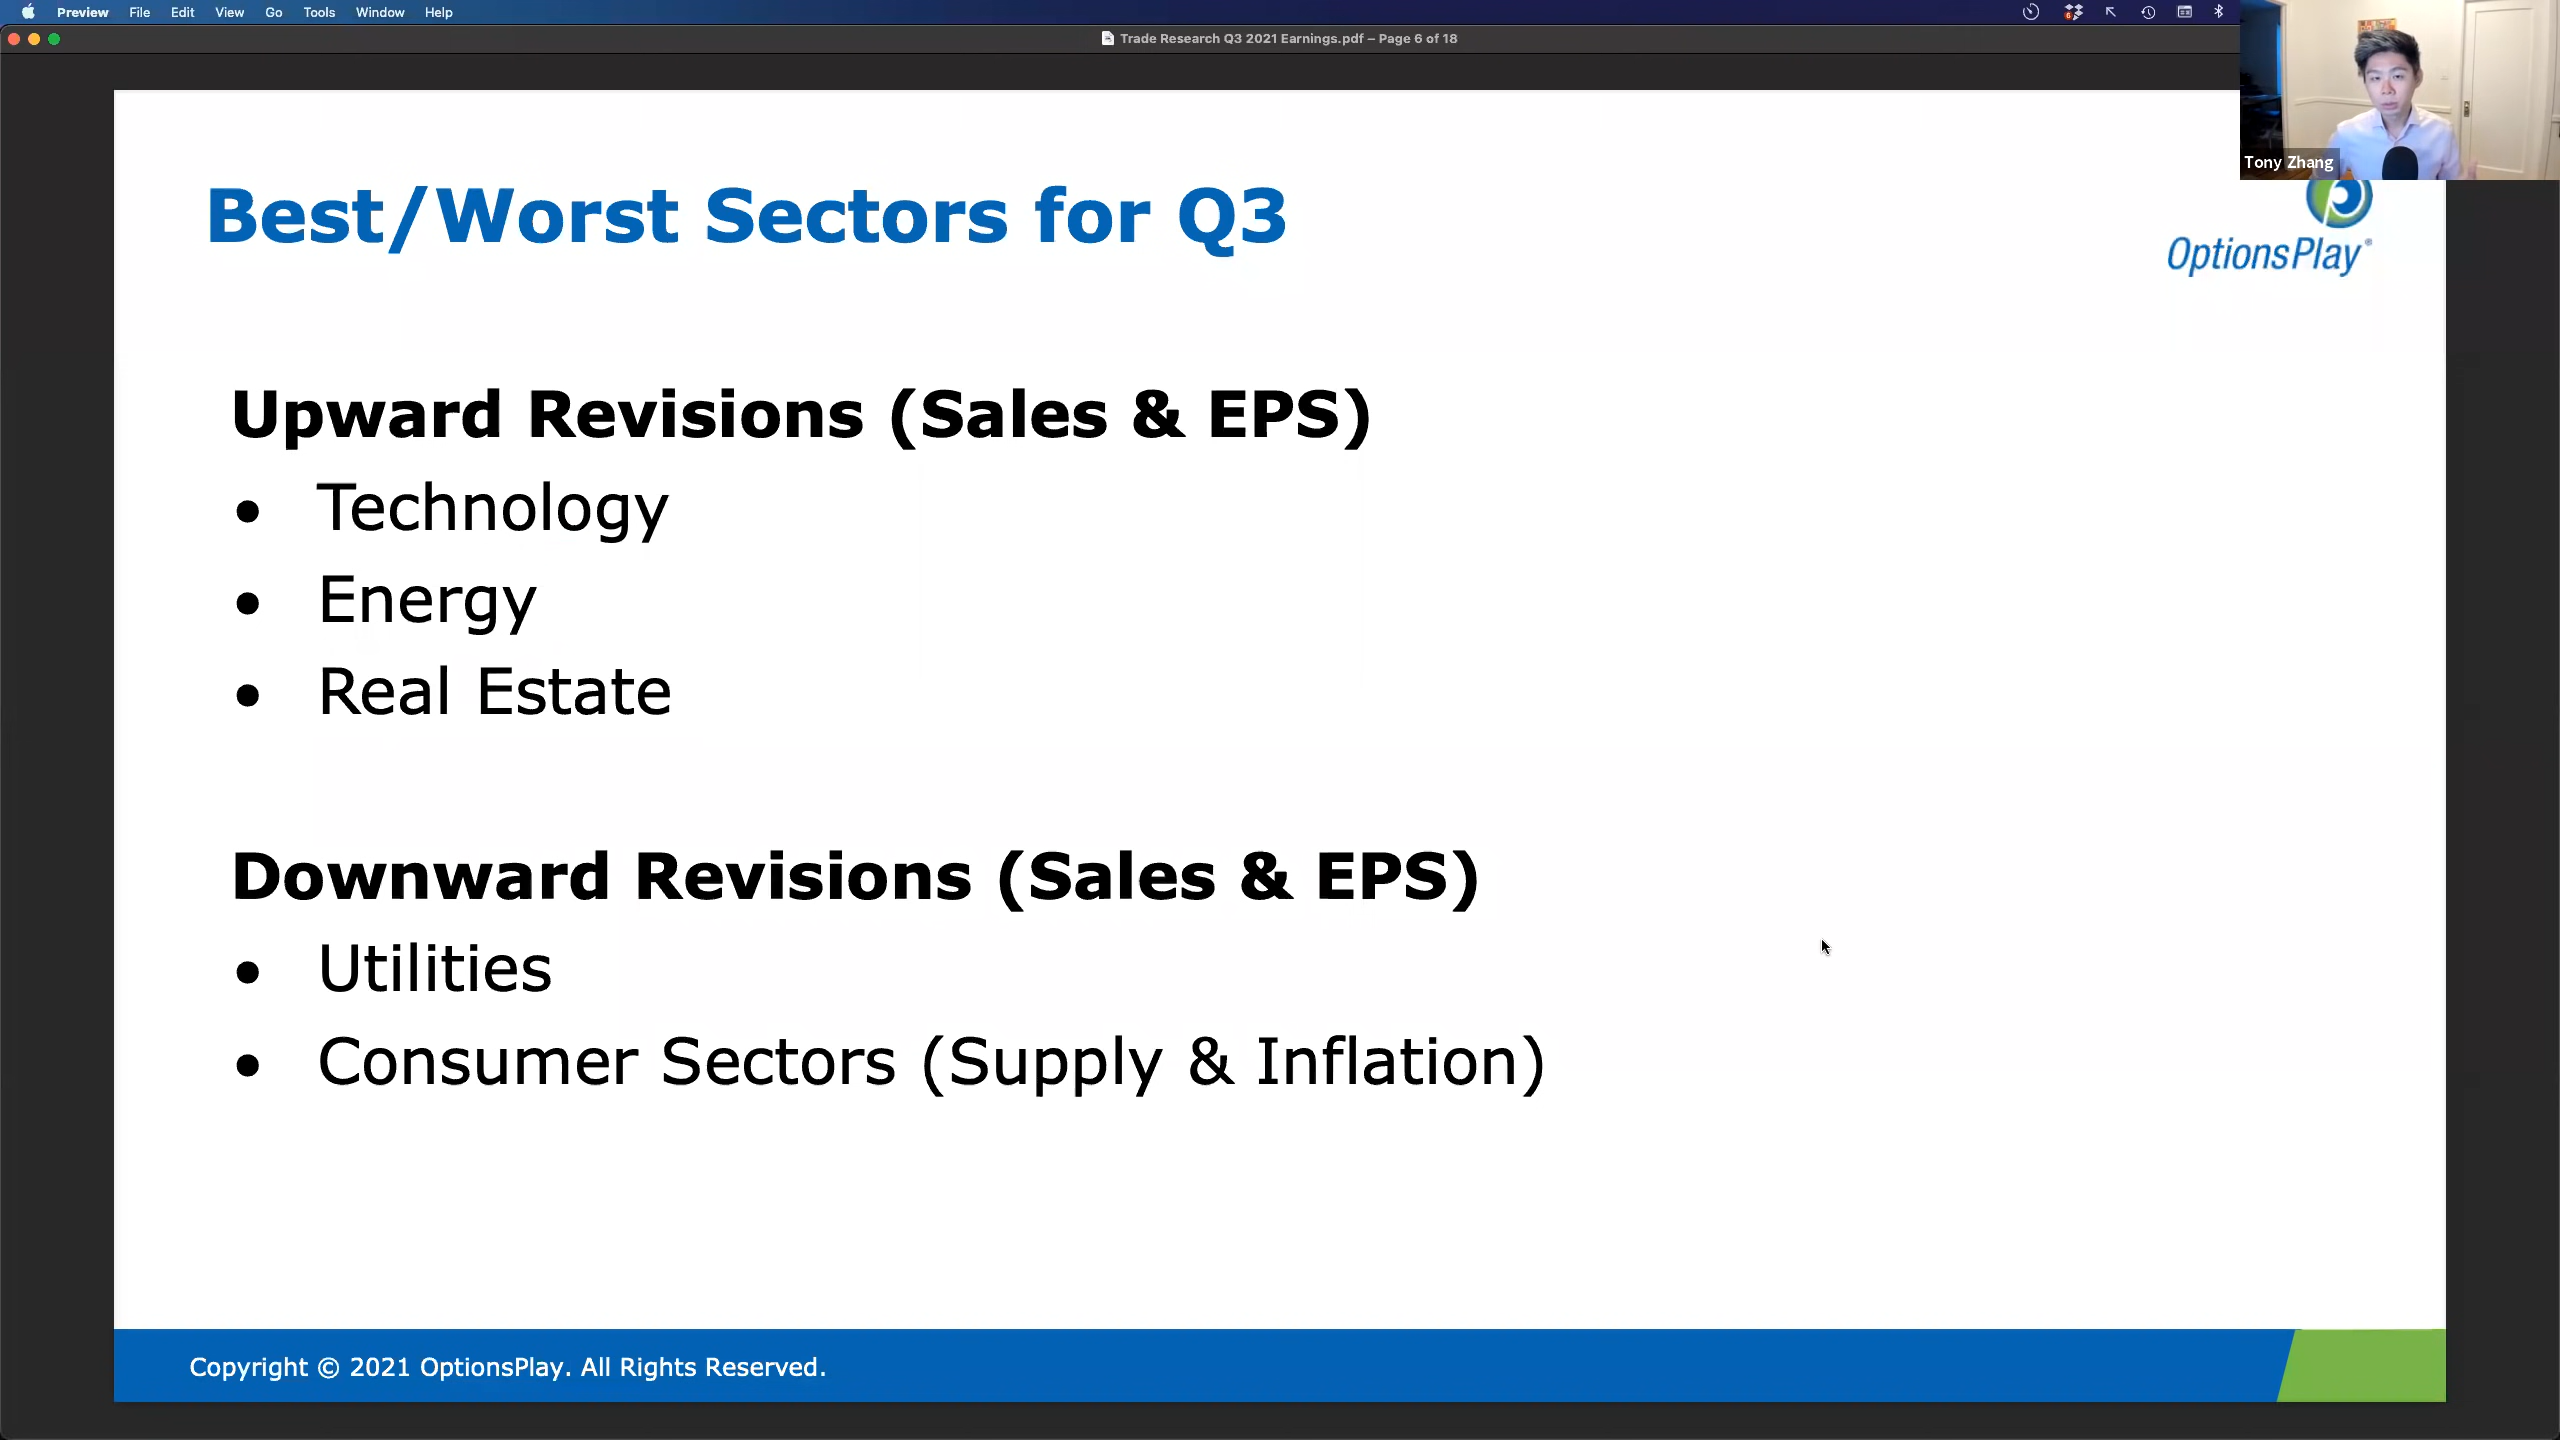 Preview File Edit View Go Tools Window Help
Trade Research Q3 2021 Earnings.pdf – Page 6 of 18
Tony Zhang
Best/Worst Sectors for Q3
OptionsPlay®
Upward Revisions (Sales & EPS)
• Technology
• Energy
• Real Estate
Downward Revisions (Sales & EPS)
• Utilities
• Consumer Sectors (Supply & Inflation)
Copyright © 2021 OptionsPlay. All Rights Reserved.